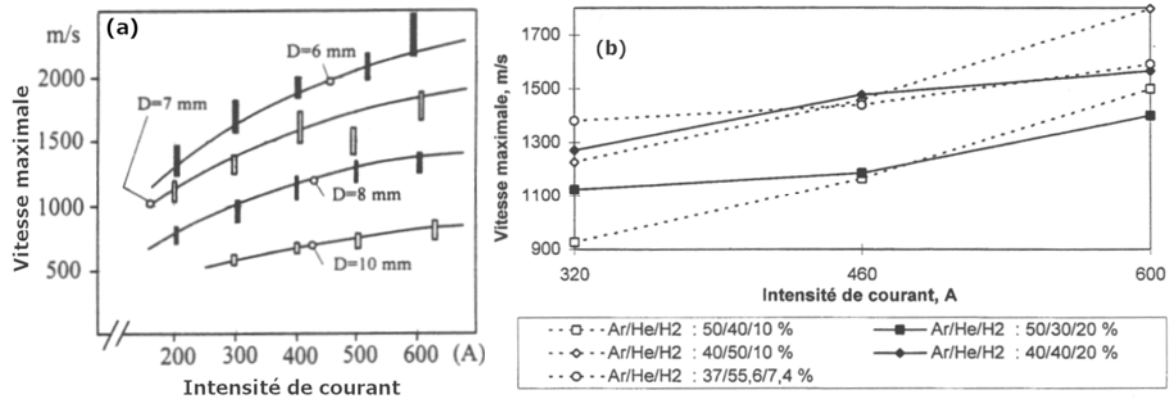 (a)
m/s
D=6 mm
2000
D=7 mm
1500
1000
D=8 mm
500
D=10 mm
200 300 400 500 600 (A)
Vitesse maximale
Intensité de courant
(b)
1700
1500
1300
1100
900
Vitesse maximale, m/s
320 460 600
Intensité de courant, A
Ar/He/H2 : 50/40/10 % Ar/He/H2 : 50/30/20 %
Ar/He/H2 : 40/50/10 % Ar/He/H2 : 40/40/20 %
Ar/He/H2 : 37/55,6/7,4 %